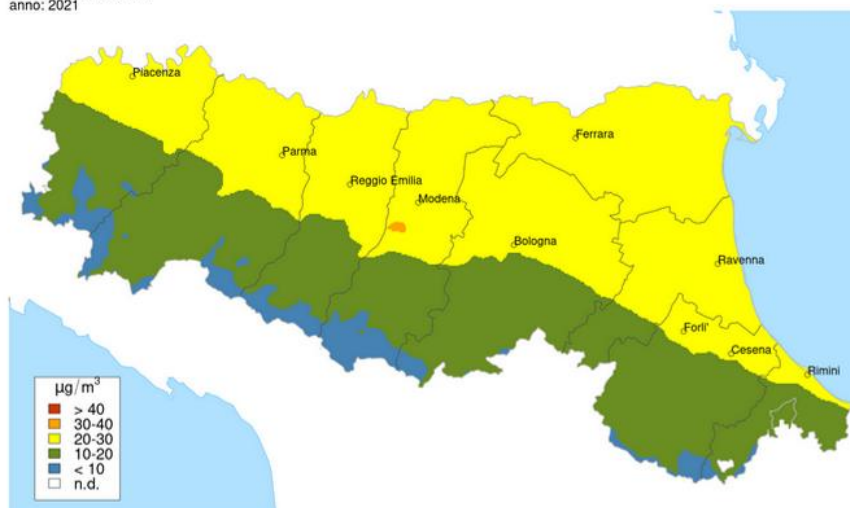 anno: 2021
Piacenza
Parma
Ferrara
Reggio Emilia
Modena
Bologna
Ravenna
Forli'
Cesena
Rimini
µg/m³
> 40
30-40
20-30
10-20
< 10
n.d.